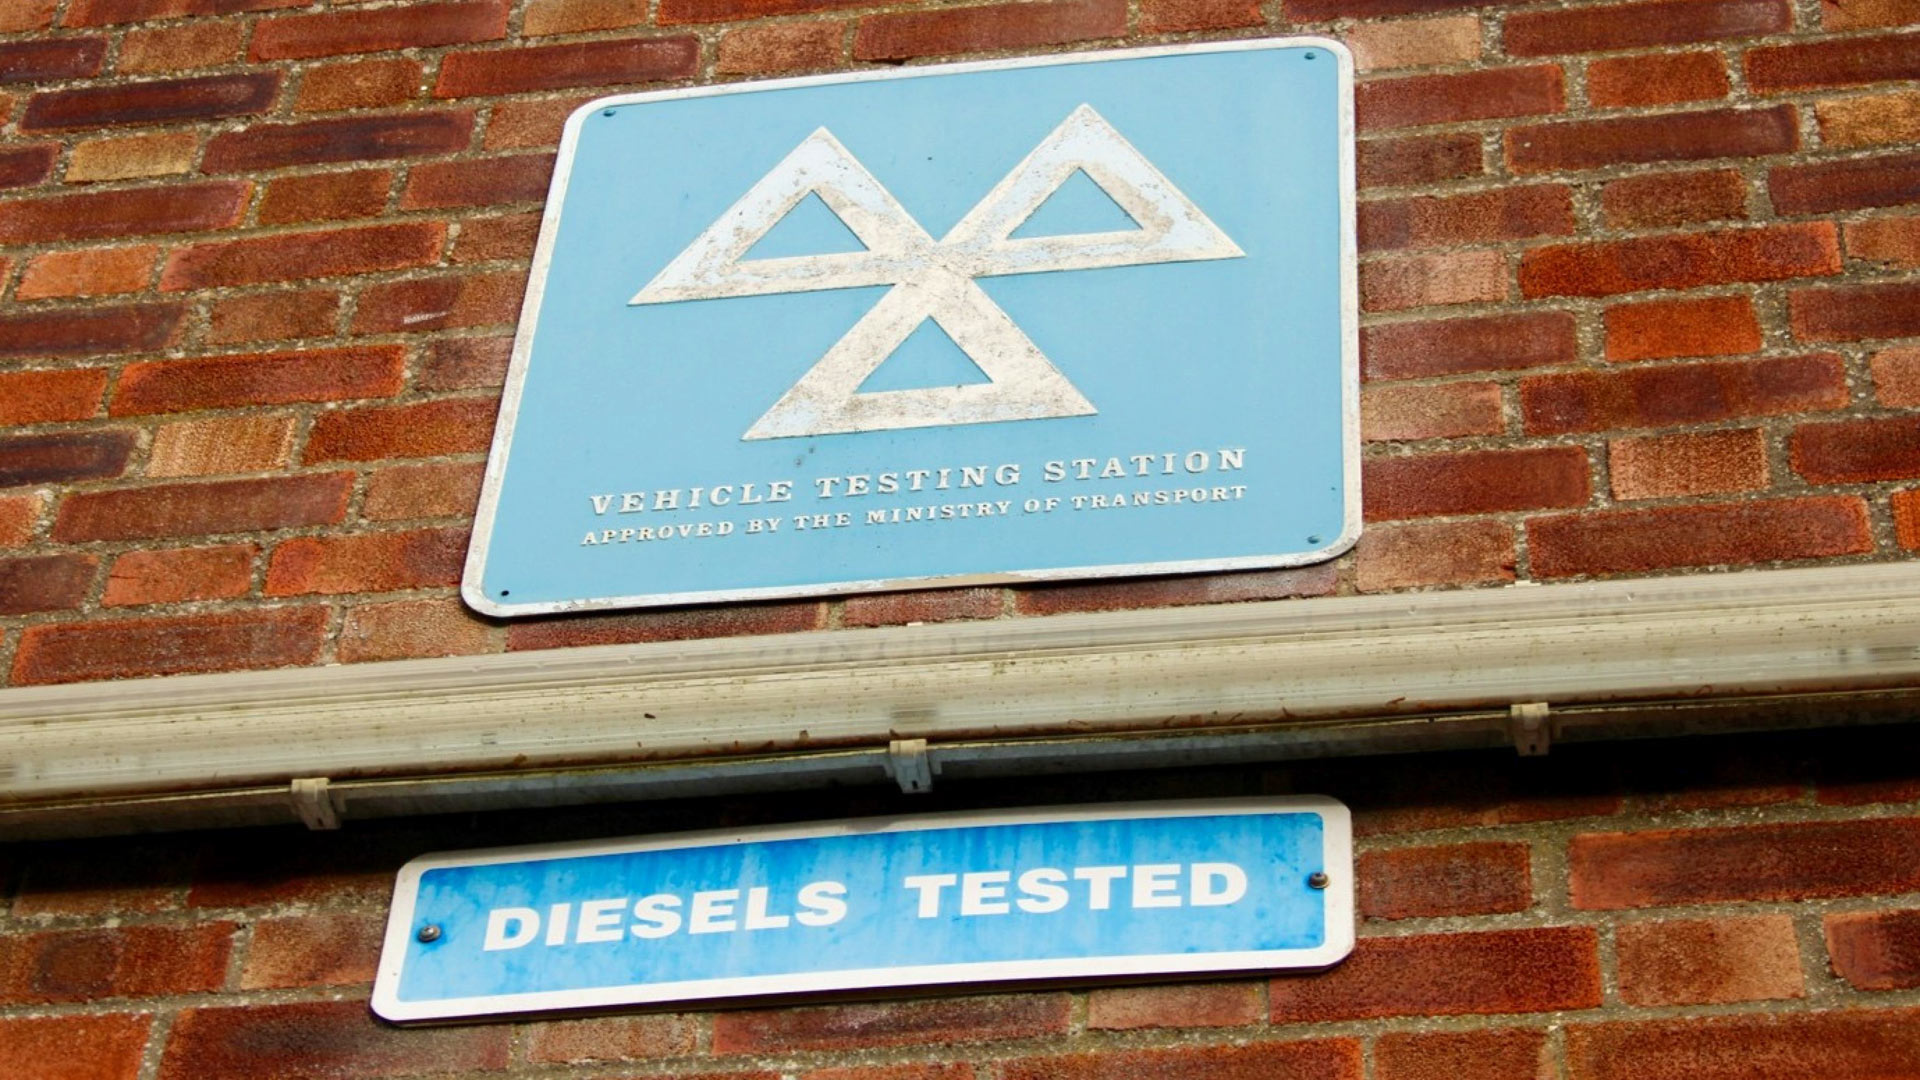 VEHICLE TESTING STATION
APPROVED BY THE MINISTRY OF TRANSPORT
DIESELS TESTED